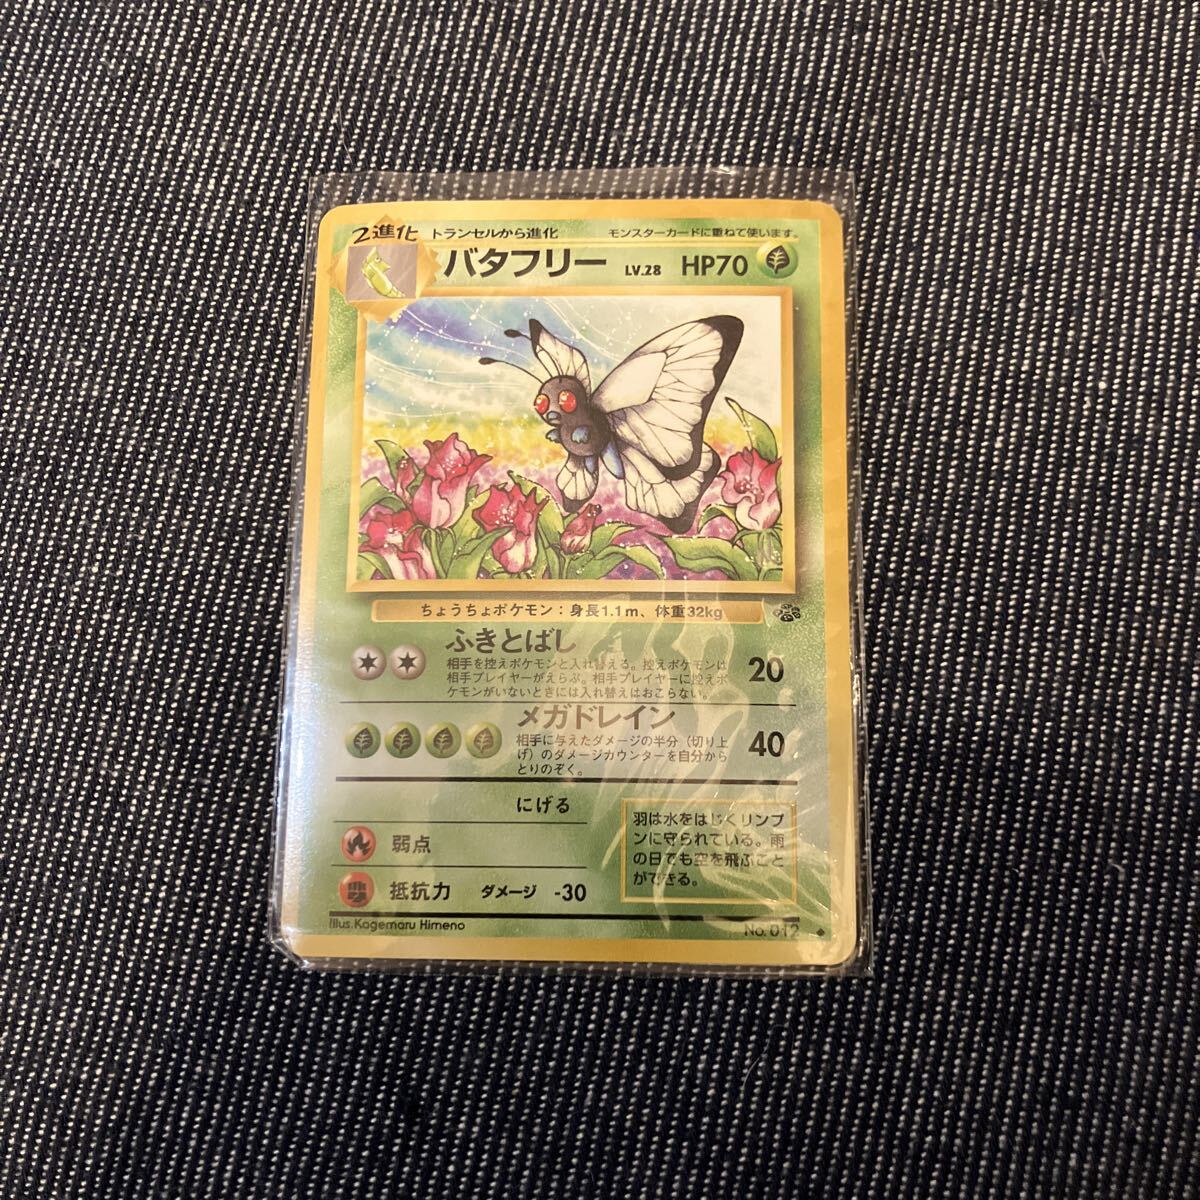 2進化 トランセルから進化 モンスターカードに重ねて使います。
バタフリー LV.28 HP70
ちょうちょポケモン：身長1.1m、体重32kg
ふきとばし
相手を控えポケモンと入れ替える。控えポケモンは
相手プレイヤーがえらぶ。相手プレイヤーに控えポ
ケモンがいないときには入れ替えはおこらない。
20
メガドレイン
相手に与えたダメージの半分（切り上
げ）のダメージカウンターを自分から
とりのぞく。
40
にげる
弱点
抵抗力 ダメージ -30
羽は水をはじくリンプ
ンに守られている。雨
の日でも空を飛ぶこと
ができる。
Illus.Kagemaru Himeno
No.012